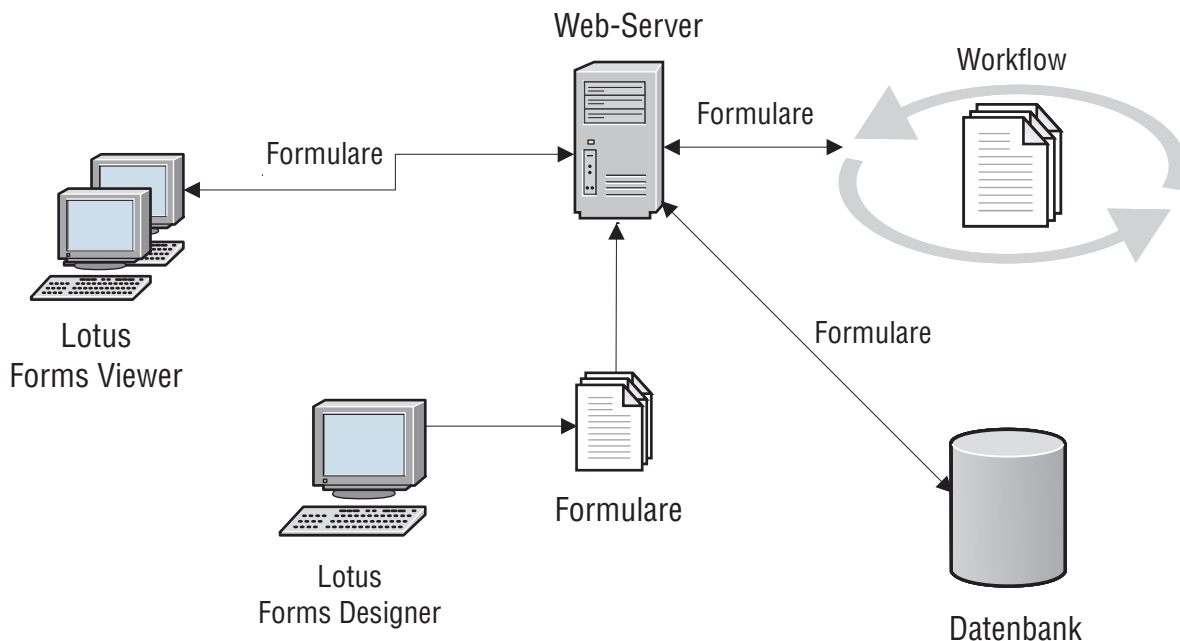 Web-Server
Workflow
Formulare
Formulare
Lotus
Forms Viewer
Formulare
Formulare
Lotus
Forms Designer
Datenbank